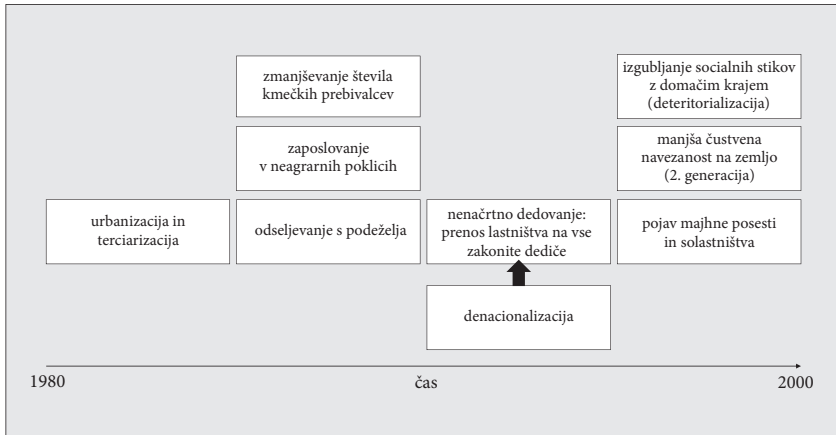 zmanjševanje števila
kmečkih prebivalcev
izgubljanje socialnih stikov
z domačim krajem
(deteritorializacija)
zaposlovanje
v neagrarnih poklicih
manjša čustvena
navezanost na zemljo
(2. generacija)
urbanizacija in
terciarizacija
odseljevanje s podeželja
nenačrtno dedovanje:
prenos lastništva na vse
zakonite dediče
pojav majhne posesti
in solastništva
denacionalizacija
1980
čas
2000